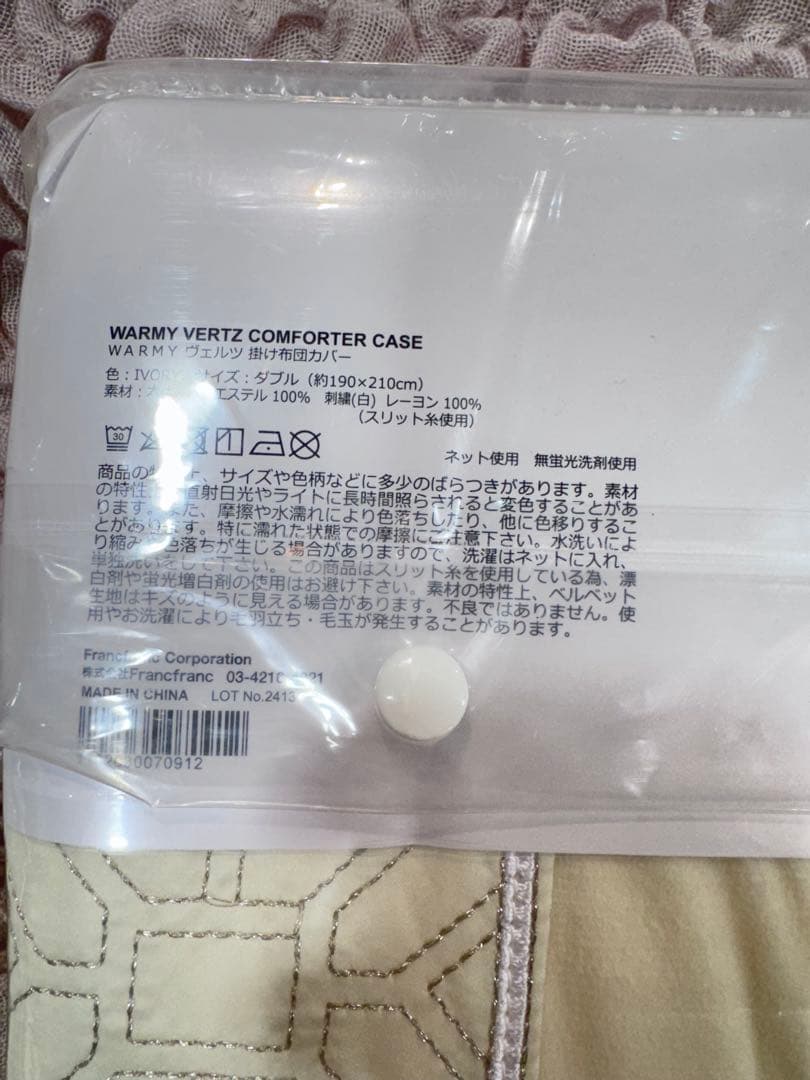 WARMY VERTZ COMFORTER CASE
WARMY ヴェルツ 掛け布団カバー
色：IVORY サイズ：ダブル（約190×210cm）
素材： エステル 100% 刺繍(白) レーヨン 100%
（スリット糸使用）
30
ネット使用 無蛍光洗剤使用
商品の 上、サイズや色柄などに多少のばらつきがあります。素材
の特性 直射日光やライトに長時間照らされると変色することがあ
ります。また、摩擦や水濡れにより色落ちしたり、他に色移りするこ
とがあります。特に濡れた状態での摩擦にご注意下さい。水洗いによ
り縮み 色落ちが生じる場合がありますので、洗濯はネットに入れ、
単独洗いをして下さい。この商品はスリット糸を使用している為、漂
白剤や蛍光増白剤の使用はお避け下さい。素材の特性上、ベルベット
生地はキズのように見える場合があります。不良ではありません。使
用やお洗濯により毛羽立ち・毛玉が発生することがあります。
Francfranc Corporation
株式会社Francfranc 03-4210- 321
MADE IN CHINA LOT No.2413
0070912